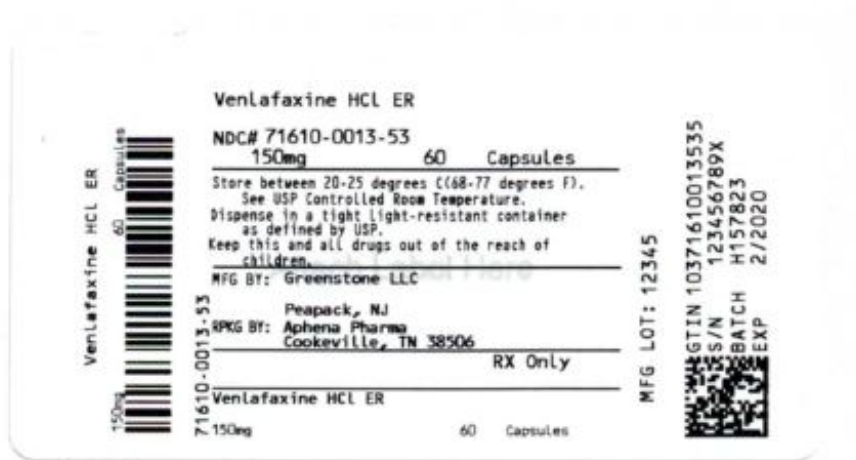 Venlafaxine HCl ER
NDC# 71610-0013-53
150mg 60 Capsules
Store between 20-25 degrees C(68-77 degrees F).
See USP Controlled Room Temperature.
Dispense in a tight light-resistant container
as defined by USP.
Keep this and all drugs out of the reach of
children.
MFG BY: Greenstone LLC
Peapack, NJ
RPKG BY: Aphena Pharma
Cookeville, TN 38506
RX Only
Venlafaxine HCl ER
150mg 60 Capsules
Venlafaxine HCl ER
150mg 60 Capsules
71610-0013-53
MFG LOT: 12345
GTIN 10371610013535
S/N 123456789X
BATCH H157823
EXP 2/2020